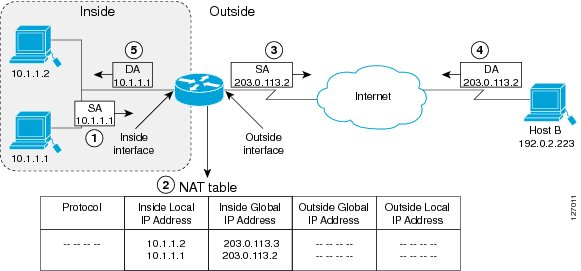 Inside
Outside
5
DA
10.1.1.1
3
SA
203.0.113.2
4
DA
203.0.113.2
10.1.1.2
SA
10.1.1.1
1
Internet
10.1.1.1
Inside
interface
Outside
interface
Host B
192.0.2.223
2
NAT table
Protocol
Inside Local
IP Address
Inside Global
IP Address
Outside Global
IP Address
Outside Local
IP Address
-- -- -- --
10.1.1.2
10.1.1.1
203.0.113.3
203.0.113.2
-- -- -- --
-- -- -- --
-- -- -- --
-- -- -- --
127011